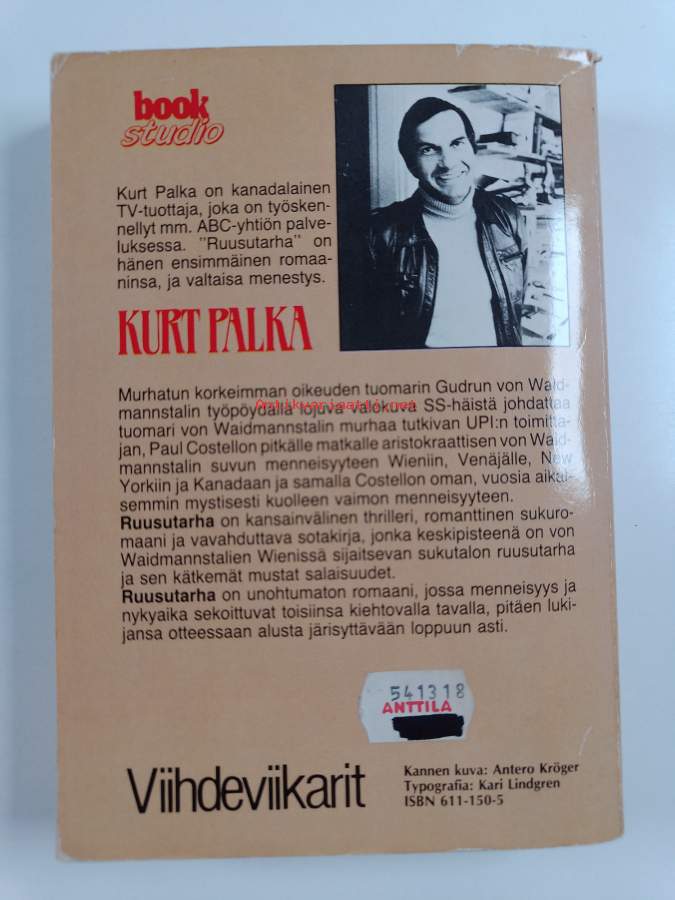 book
studio
Kurt Palka on kanadalainen
TV-tuottaja, joka on työsken-
nellyt mm. ABC-yhtiön palve-
luksessa. "Ruusutarha" on
hänen ensimmäinen romaa-
ninsa, ja valtaisa menestys.
KURT PALKA
Murhatun korkeimman oikeuden tuomarin Gudrun von Waid-
mannstalin työpöydällä lojuva valokuva SS-häistä johdattaa
Antikvariaatti.net
tuomari von Waidmannstalin murhaa tutkivan UPI:n toimitta-
jan, Paul Costellon pitkälle matkalle aristokraattisen von Waid-
mannstalin suvun menneisyyteen Wieniin, Venäjälle, New
Yorkiin ja Kanadaan ja samalla Costellon oman, vuosia aikai-
semmin mystisesti kuolleen vaimon menneisyyteen.
Ruusutarha on kansainvälinen thrilleri, romanttinen sukuro-
maani ja vavahduttava sotakirja, jonka keskipisteenä on von
Waidmannstalien Wienissä sijaitsevan sukutalon ruusutarha
ja sen kätkemät mustat salaisuudet.
Ruusutarha on unohtumaton romaani, jossa menneisyys ja
nykyaika sekoittuvat toisiinsa kiehtovalla tavalla, pitäen luki-
jansa otteessaan alusta järisyttävään loppuun asti.
541318
ANTTILA
Viihdeviikarit
Kannen kuva: Antero Kröger
Typografia: Kari Lindgren
ISBN 611-150-5